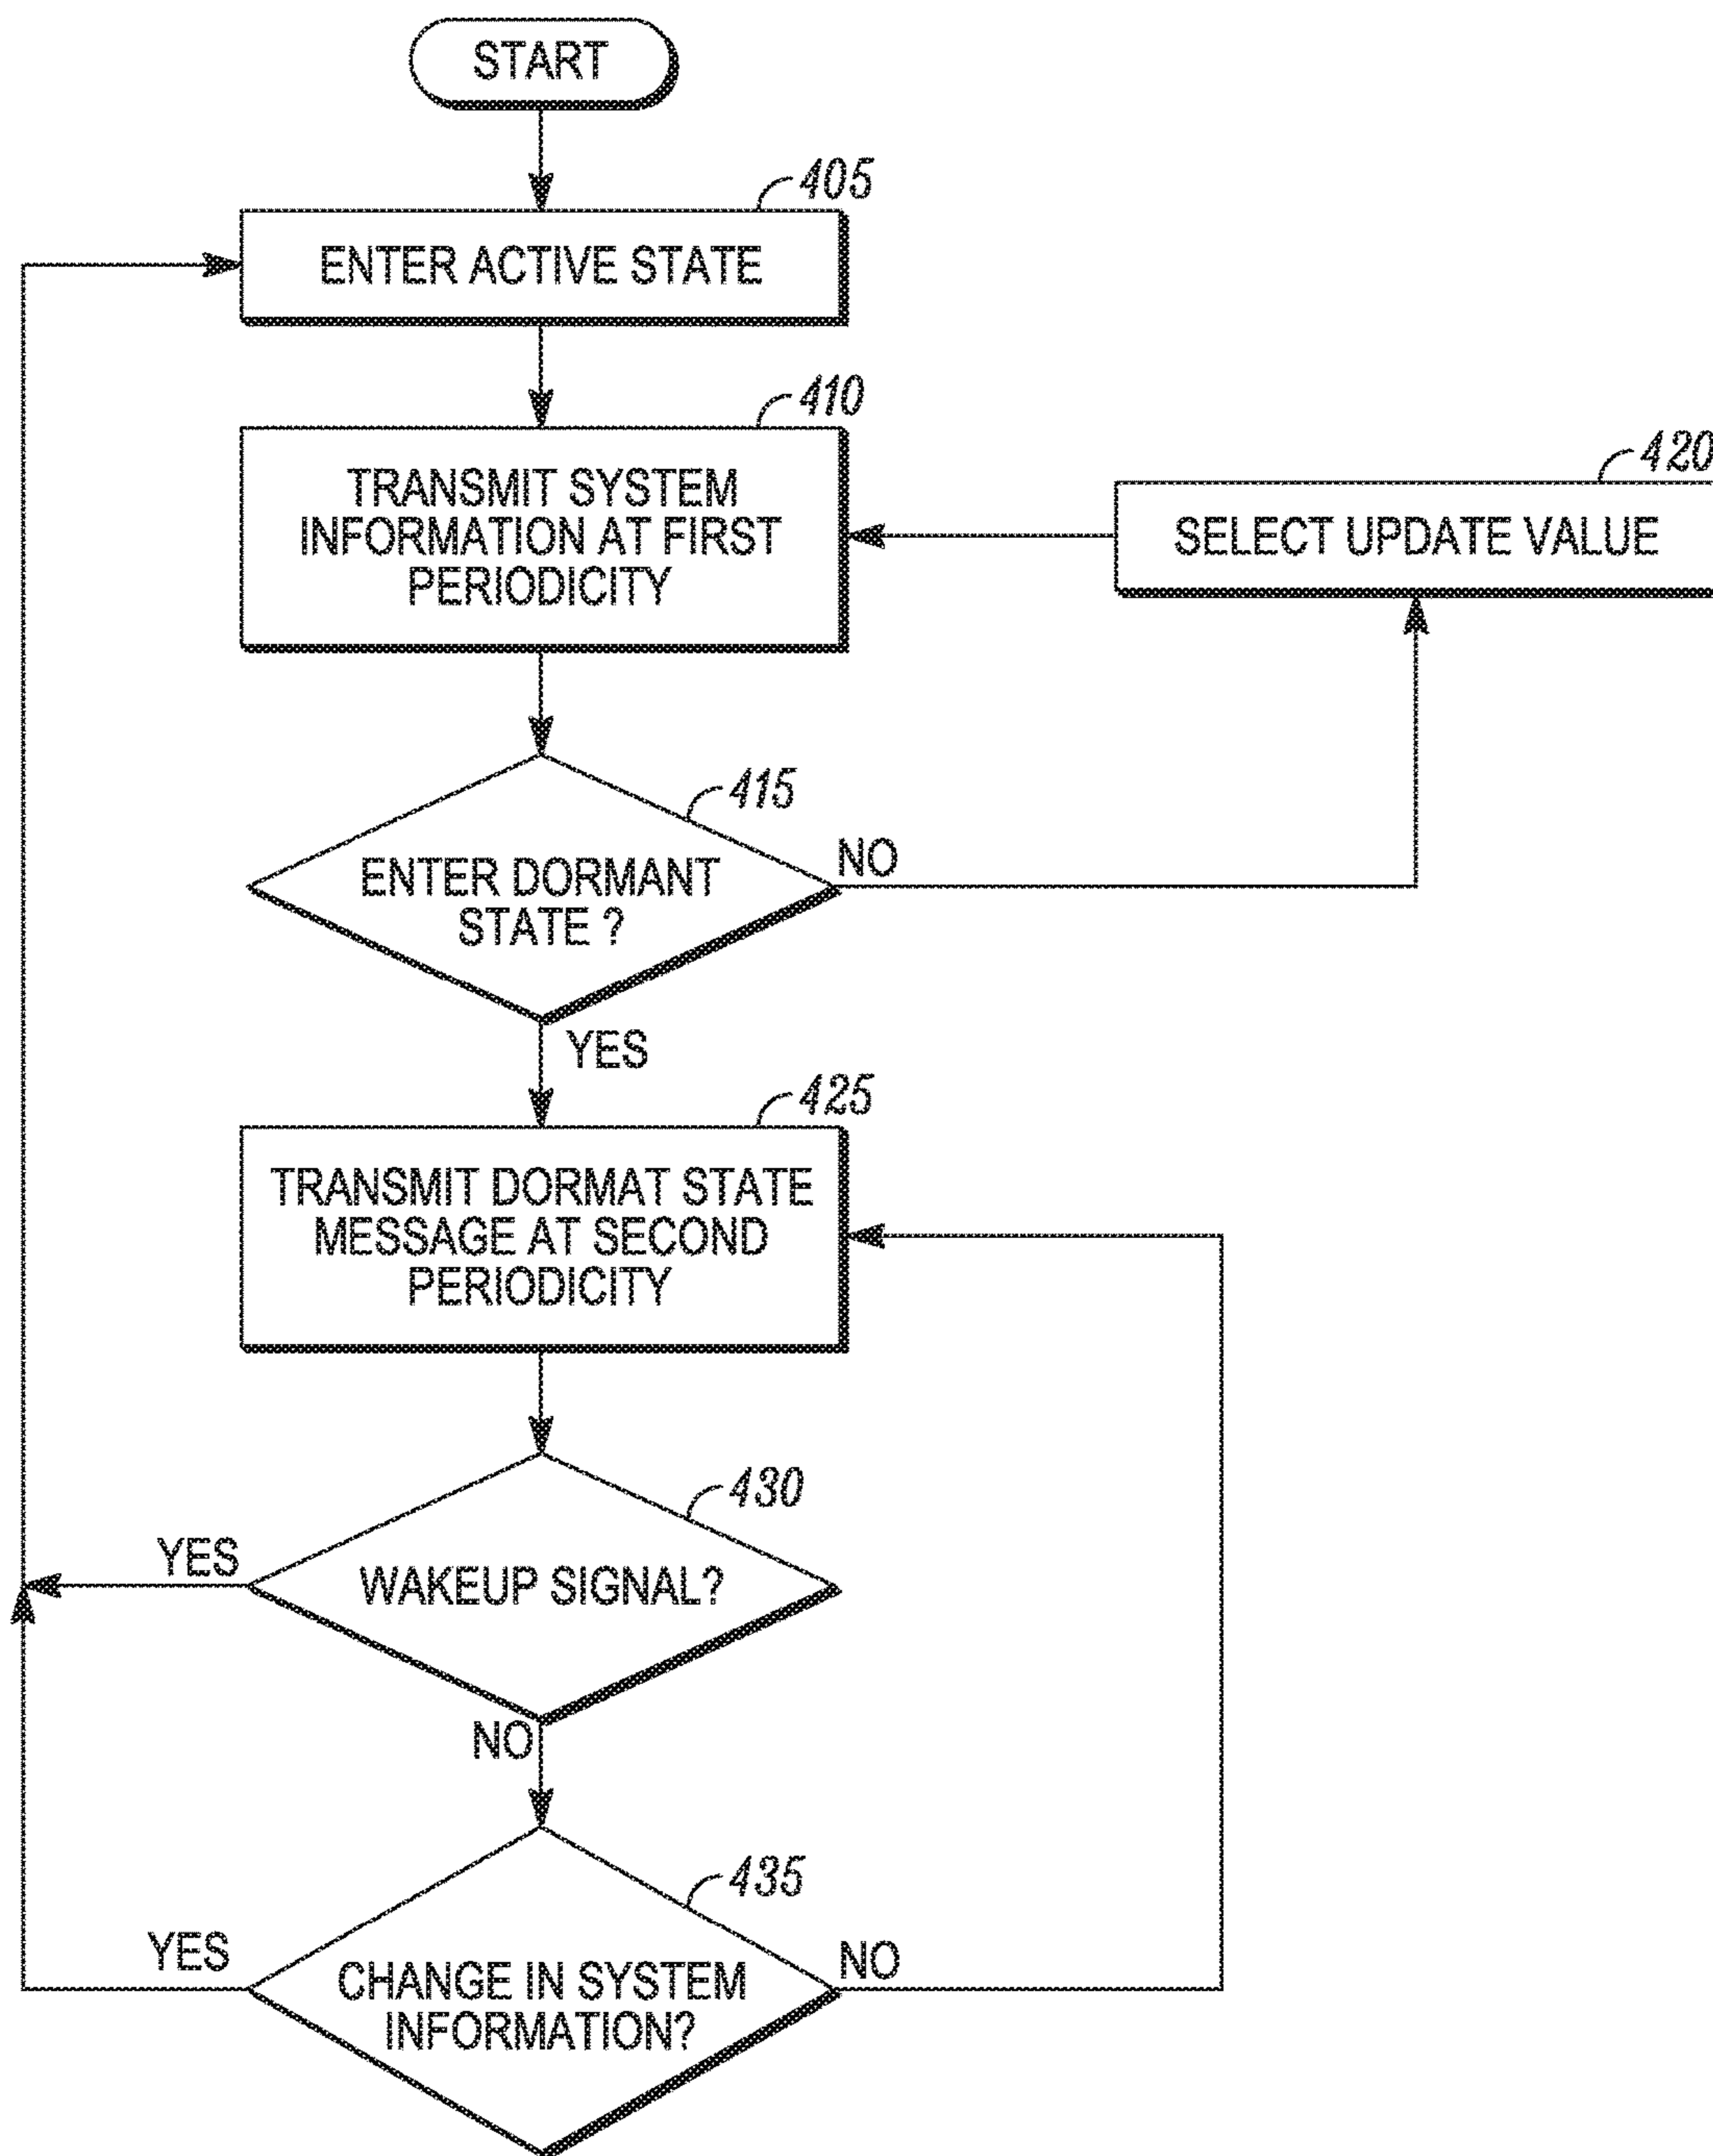 START
405
ENTER ACTIVE STATE
410
TRANSMIT SYSTEM
INFORMATION AT FIRST
PERIODICITY
420
SELECT UPDATE VALUE
415
ENTER DORMANT
STATE ?
NO
YES
425
TRANSMIT DORMAT STATE
MESSAGE AT SECOND
PERIODICITY
430
YES
WAKEUP SIGNAL?
NO
435
YES
CHANGE IN SYSTEM
INFORMATION?
NO